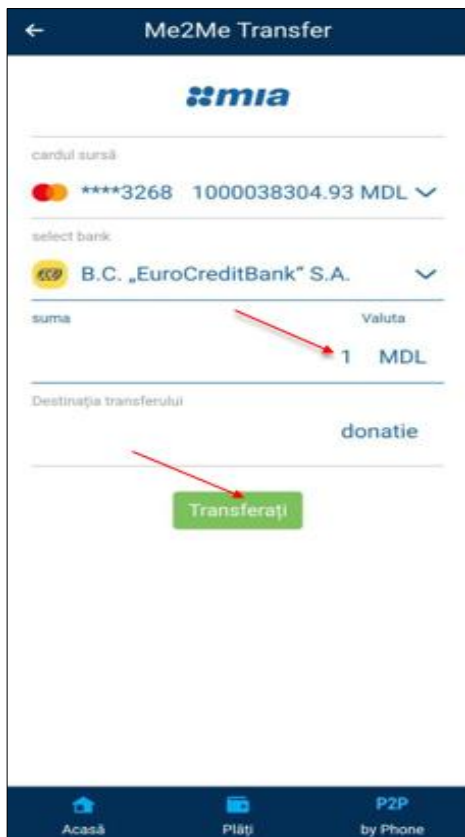 Me2Me Transfer
mia
cardul sursă
****3268 1000038304.93 MDL
select bank
eco B.C. „EuroCreditBank“ S.A.
suma Valuta
1 MDL
Destinația transferului
donatie
Transferați
P2P
Acasă Plăți by Phone